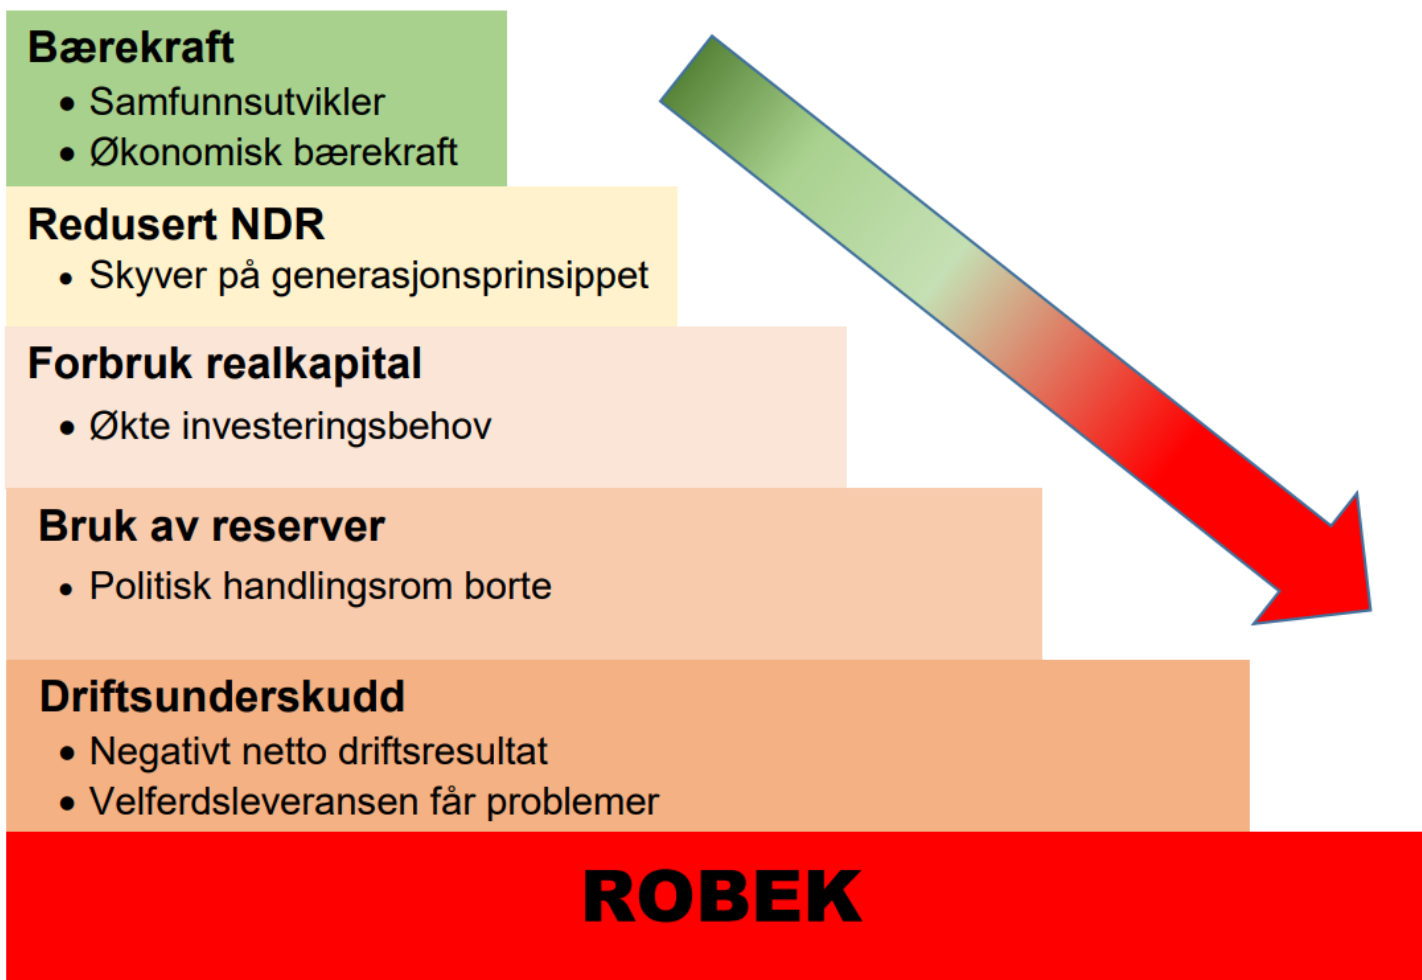 Bærekraft
• Samfunnsutvikler
• Økonomisk bærekraft
Redusert NDR
• Skyver på generasjonsprinsippet
Forbruk realkapital
• Økte investeringsbehov
Bruk av reserver
• Politisk handlingsrom borte
Driftsunderskudd
• Negativt netto driftsresultat
• Velferdsleveransen får problemer
ROBEK